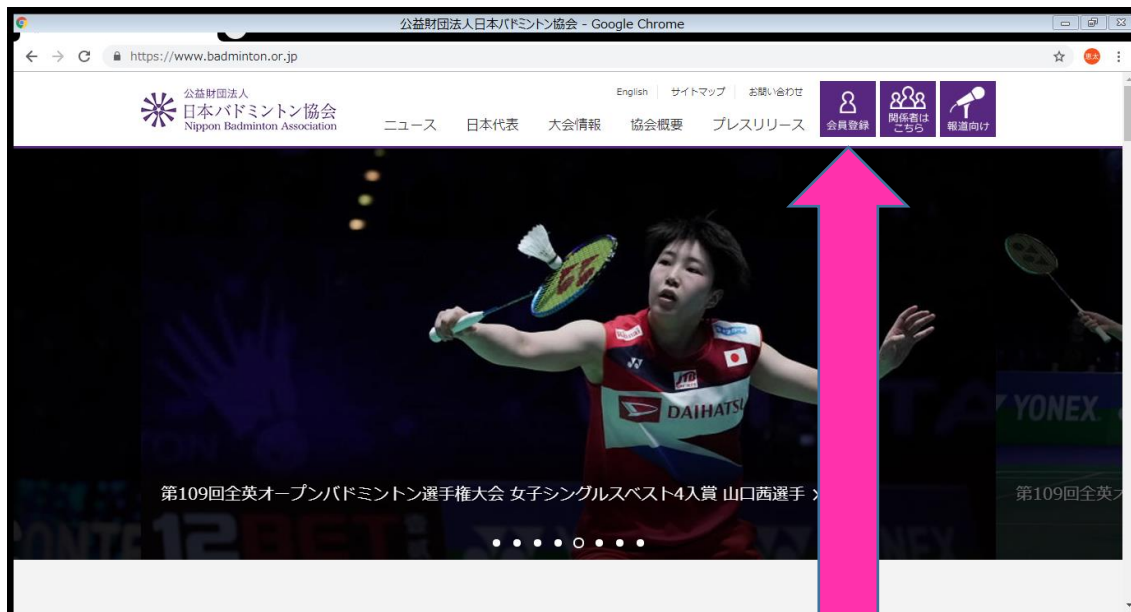 公益財団法人日本バドミントン協会 - Google Chrome
https://www.badminton.or.jp
恵太
公益財団法人
日本バドミントン協会
Nippon Badminton Association
English サイトマップ お問い合わせ
ニュース 日本代表 大会情報 協会概要 プレスリリース
会員登録
関係者は
こちら
報道向け
JTB
DAIHATSU
YONEX
第109回全英オープンバドミントン選手権大会 女子シングルスベスト4入賞 山口茜選手
第109回全英オ
12BET